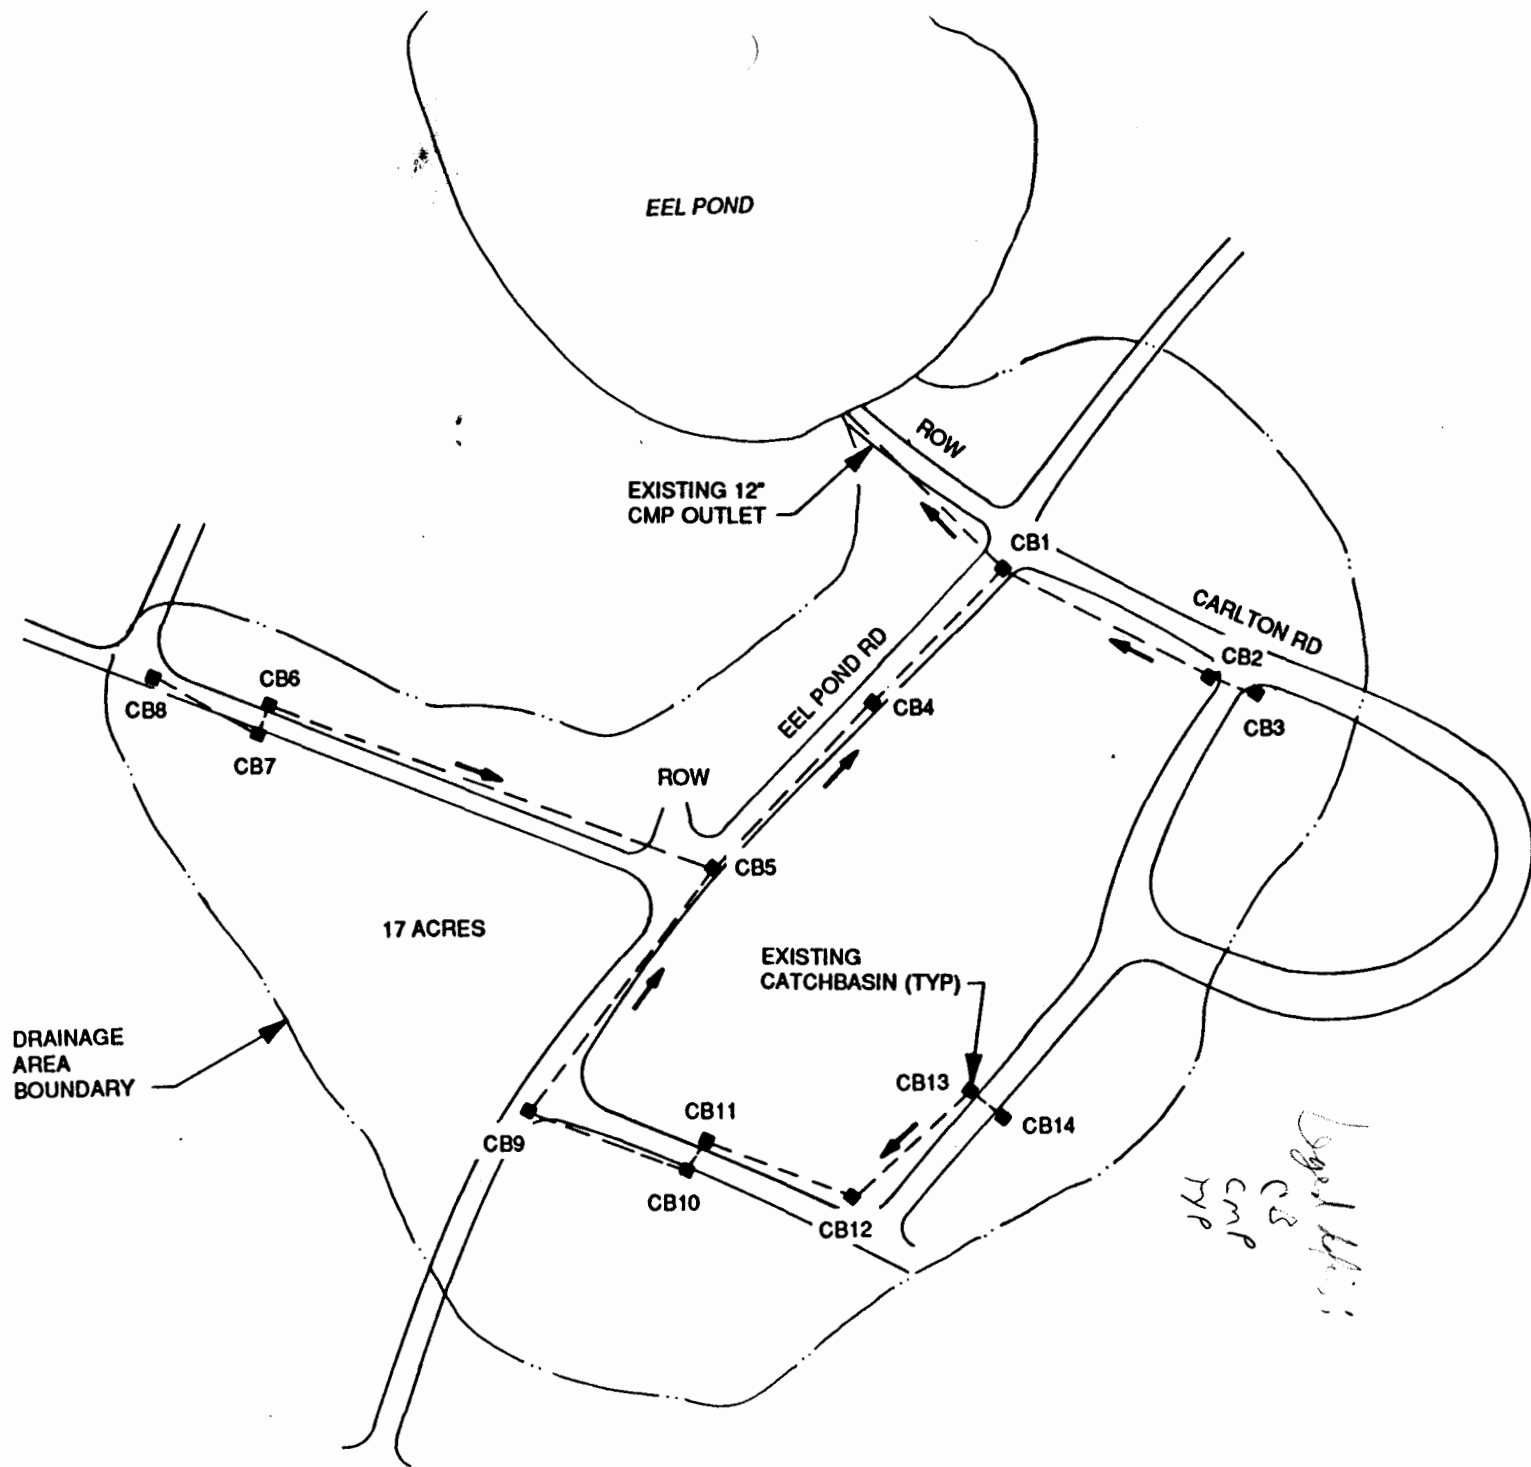 EEL POND
ROW
EXISTING 12"
CMP OUTLET
CB1
CARLTON RD
CB2
CB3
EEL POND RD
CB4
CB6
CB8
CB7
ROW
CB5
17 ACRES
EXISTING
CATCHBASIN (TYP)
DRAINAGE
AREA
BOUNDARY
CB13
CB14
CB11
CB9
CB10
CB12
CB
CMP
TYP